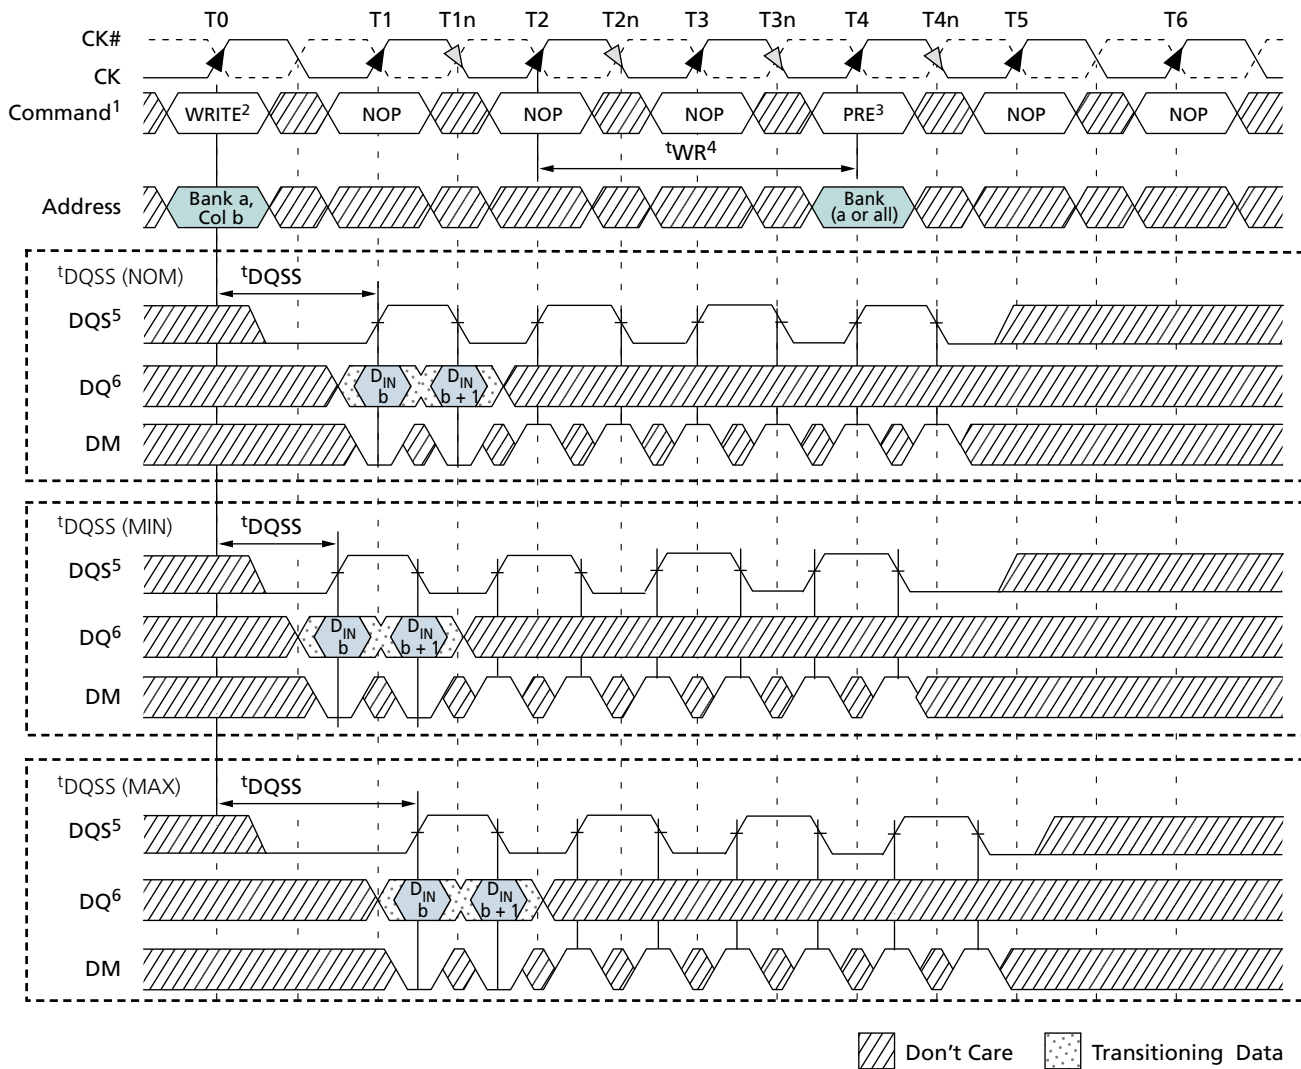 T0 T1 T1n T2 T2n T3 T3n T4 T4n T5 T6
CK#
CK
Command1 WRITE2 NOP NOP NOP PRE3 NOP NOP
tWR4
Address Bank a, Col b Bank (a or all)
tDQSS (NOM) tDQSS
DQS5
DQ6 DIN b DIN b + 1
DM
tDQSS (MIN) tDQSS
DQS5
DQ6 DIN b DIN b + 1
DM
tDQSS (MAX) tDQSS
DQS5
DQ6 DIN b DIN b + 1
DM
Don't Care Transitioning Data